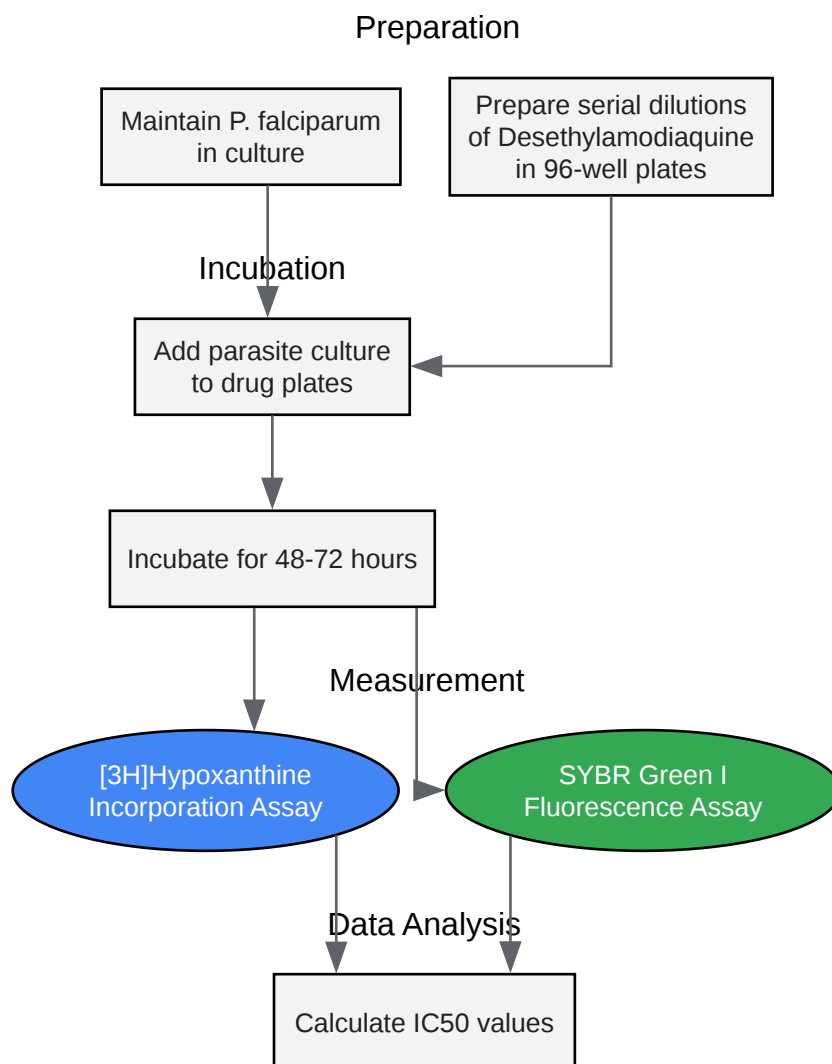 Preparation
Maintain P. falciparum
in culture
Prepare serial dilutions
of Desethylamodiaquine
in 96-well plates
Incubation
Add parasite culture
to drug plates
Incubate for 48-72 hours
Measurement
[3H]Hypoxanthine
Incorporation Assay
SYBR Green I
Fluorescence Assay
Data Analysis
Calculate IC50 values